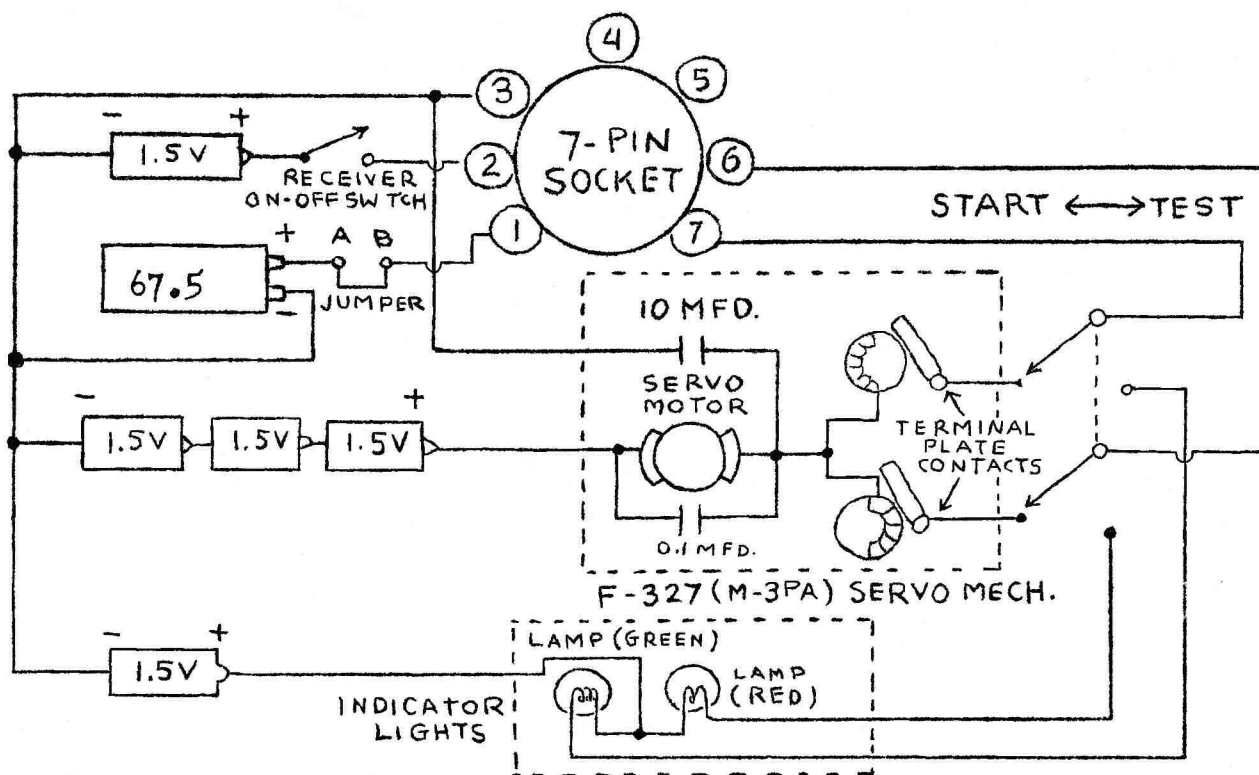 4
3
5
- +
1.5V
2
7-PIN
SOCKET
6
RECEIVER
ON-OFF SWTCH
START ⟷ TEST
1
7
+ A B
67.5
-
JUMPER
10 MFD.
SERVO
MOTOR
- +
1.5V
1.5V
1.5V
TERMINAL
PLATE
CONTACTS
0.1 MFD.
F-327 (M-3PA) SERVO MECH.
LAMP (GREEN)
- +
1.5V
LAMP
(RED)
INDICATOR
LIGHTS